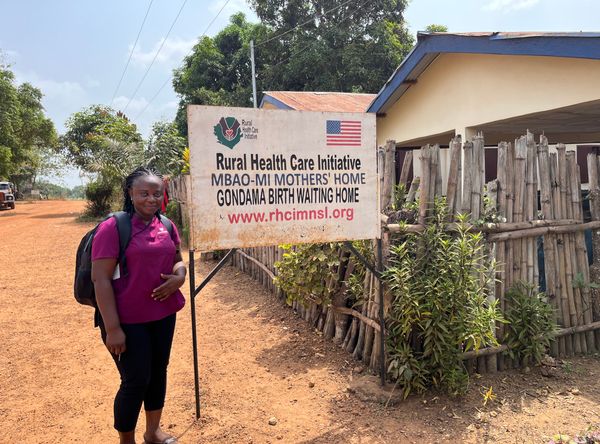 Rural
Health Care
Initiative
Rural Health Care Initiative
MBAO-MI MOTHERS' HOME
GONDAMA BIRTH WAITING HOME
www.rhcimnsl.org